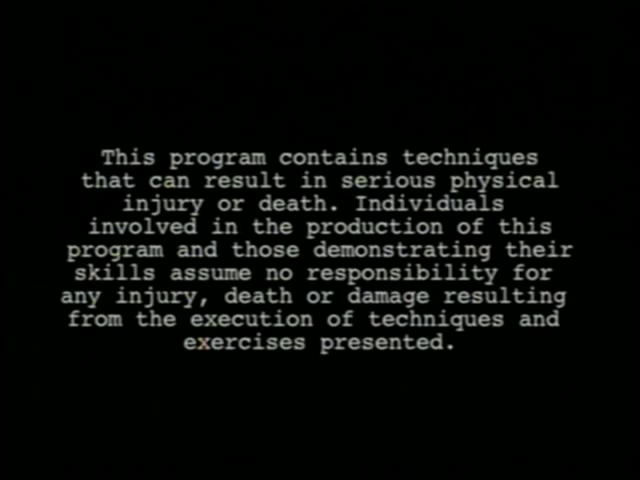 This program contains techniques
that can result in serious physical
injury or death. Individuals
involved in the production of this
program and those demonstrating their
skills assume no responsibility for
any injury, death or damage resulting
from the execution of techniques and
exercises presented.